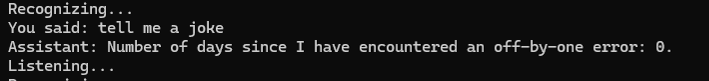 Recognizing...
You said: tell me a joke
Assistant: Number of days since I have encountered an off-by-one error: 0.
Listening...